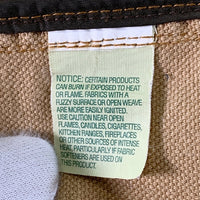 NOTICE: CERTAIN PRODUCTS
CAN BURN IF EXPOSED TO HEAT
OR FLAME. FABRICS WITH A
FUZZY SURFACE OR OPEN WEAVE
ARE MORE EASILY IGNITED.
USE CAUTION NEAR OPEN
FLAMES, CANDLES, CIGARETTES,
KITCHEN RANGES, FIREPLACES
OR OTHER SOURCES OF INTENSE
HEAT, PARTICULARLY IF FABRIC
SOFTENERS ARE USED ON
THIS PRODUCT.